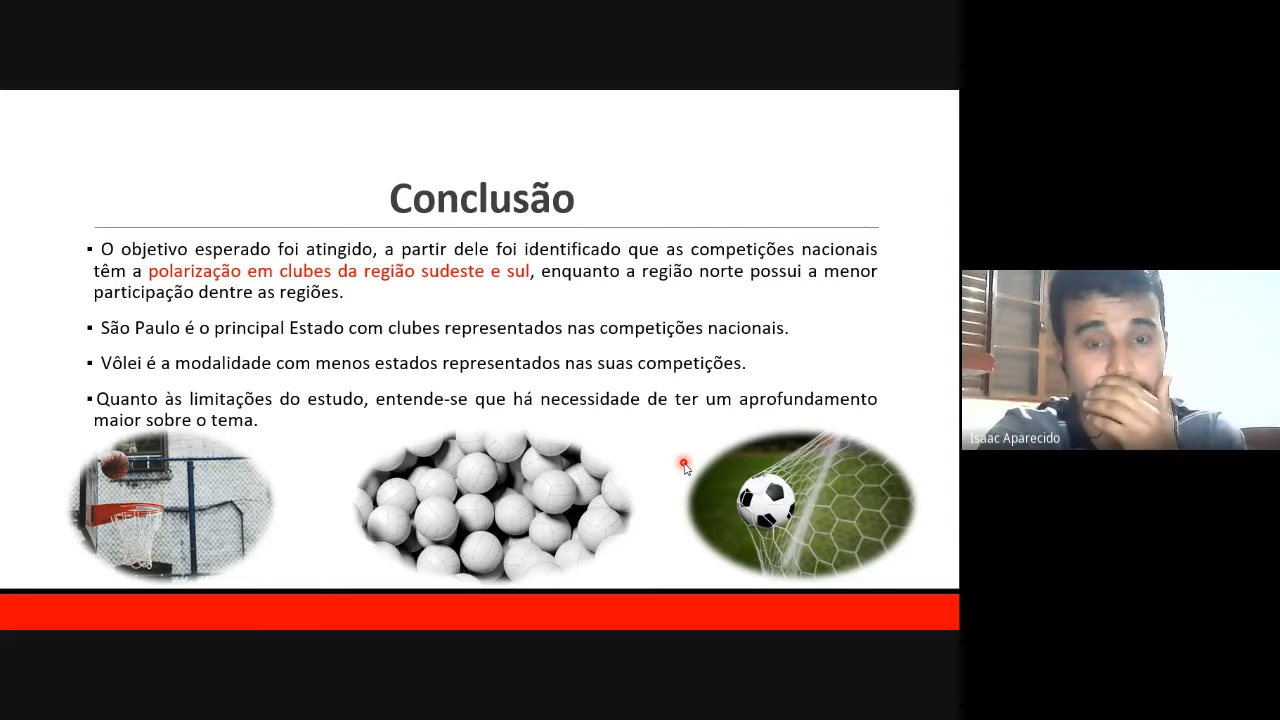 Conclusão
▪ O objetivo esperado foi atingido, a partir dele foi identificado que as competições nacionais
têm a polarização em clubes da região sudeste e sul, enquanto a região norte possui a menor
participação dentre as regiões.
▪ São Paulo é o principal Estado com clubes representados nas competições nacionais.
▪ Vôlei é a modalidade com menos estados representados nas suas competições.
▪ Quanto às limitações do estudo, entende-se que há necessidade de ter um aprofundamento
maior sobre o tema.
Isaac Aparecido